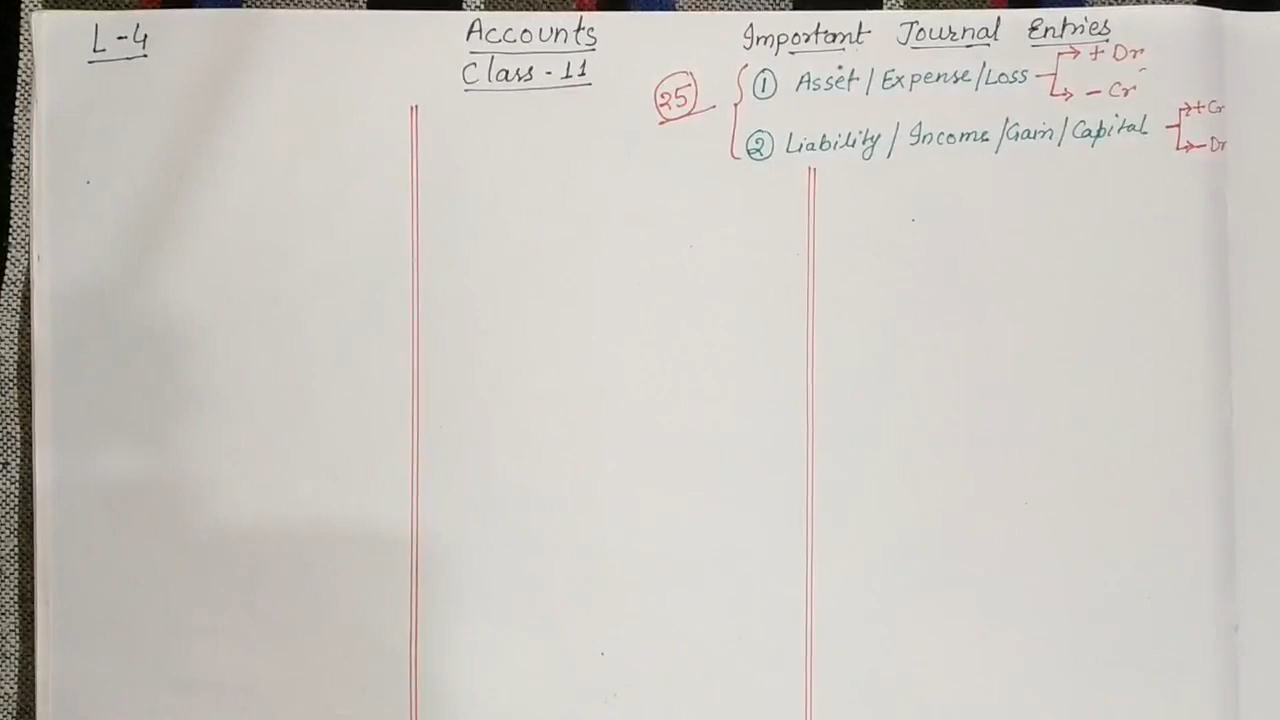 L-4
Accounts
Class - 11
Important Journal Entries
25
① Asset / Expense / Loss → + Dr
→ - Cr
② Liability / Income / Gain / Capital → + Cr
→ - Dr